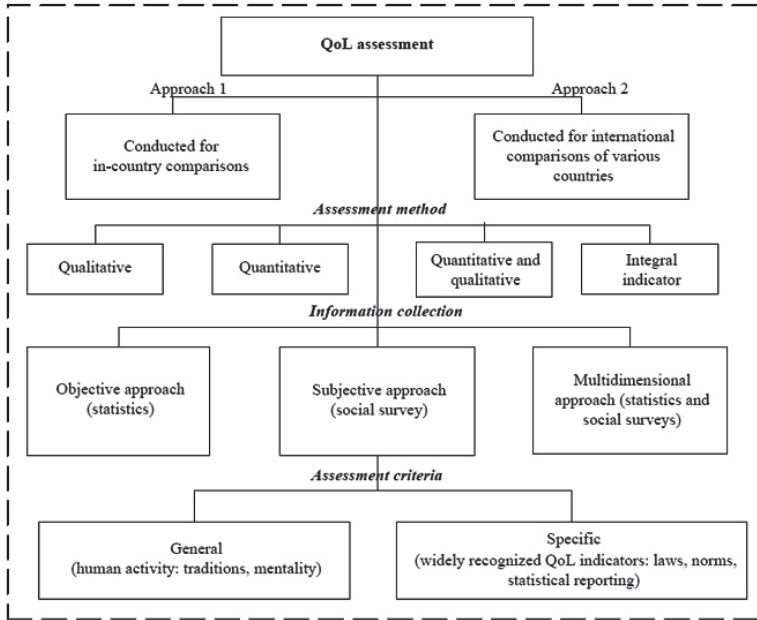 QoL assessment
Approach 1
Approach 2
Conducted for
in-country comparisons
Conducted for international
comparisons of various
countries
Assessment method
Qualitative
Quantitative
Quantitative and
qualitative
Integral
indicator
Information collection
Objective approach
(statistics)
Subjective approach
(social survey)
Multidimensional
approach (statistics and
social surveys)
Assessment criteria
General
(human activity: traditions, mentality)
Specific
(widely recognized QoL indicators: laws, norms,
statistical reporting)